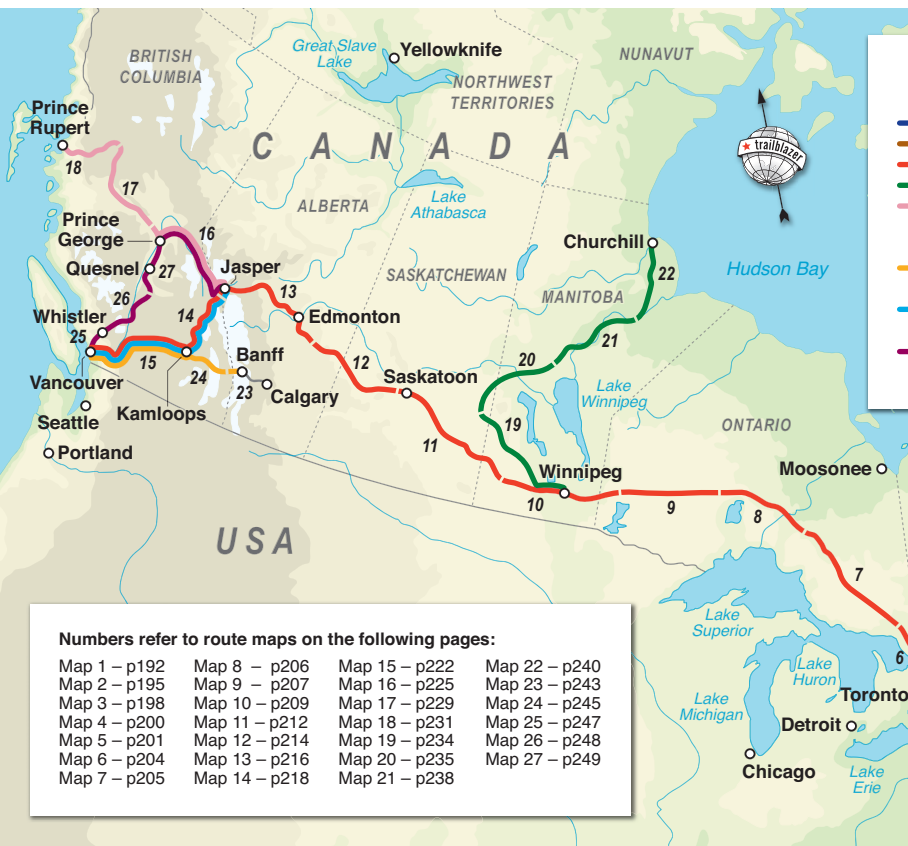 BRITISH
COLUMBIA
Great Slave
Lake
Yellowknife
NUNAVUT
NORTHWEST
TERRITORIES
Prince
Rupert
CANADA
trailblazer
18
17
ALBERTA
Lake
Athabasca
Prince
George
16
Churchill
Quesnel
27
Jasper
SASKATCHEWAN
22
Hudson Bay
26
13
MANITOBA
Whistler
14
Edmonton
21
25
15
Banff
12
20
24
Vancouver
23
Saskatoon
Lake
Winnipeg
Calgary
Kamloops
Seattle
19
ONTARIO
11
Portland
Winnipeg
Moosonee
10
9
8
USA
7
Lake
Superior
6
Lake
Huron
Toronto
Lake
Michigan
Detroit
Chicago
Lake
Erie
Numbers refer to route maps on the following pages:
Map 1 – p192
Map 2 – p195
Map 3 – p198
Map 4 – p200
Map 5 – p201
Map 6 – p204
Map 7 – p205
Map 8 – p206
Map 9 – p207
Map 10 – p209
Map 11 – p212
Map 12 – p214
Map 13 – p216
Map 14 – p218
Map 15 – p222
Map 16 – p225
Map 17 – p229
Map 18 – p231
Map 19 – p234
Map 20 – p235
Map 21 – p238
Map 22 – p240
Map 23 – p243
Map 24 – p245
Map 25 – p247
Map 26 – p248
Map 27 – p249